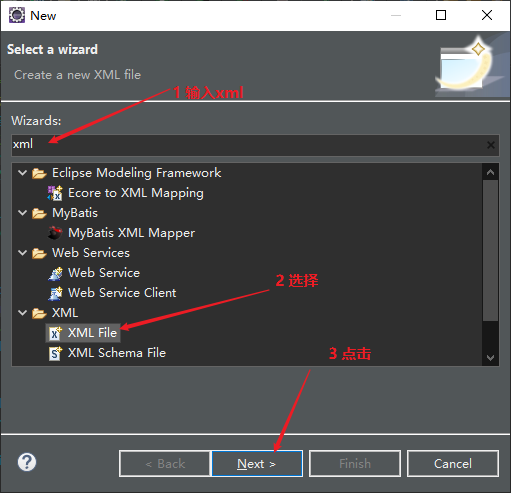 New
Select a wizard
Create a new XML file
1 输入xml
Wizards:
xml
Eclipse Modeling Framework
Ecore to XML Mapping
MyBatis
MyBatis XML Mapper
Web Services
Web Service
Web Service Client
2 选择
XML
XML File
XML Schema File
3 点击
< Back
Next >
Finish
Cancel